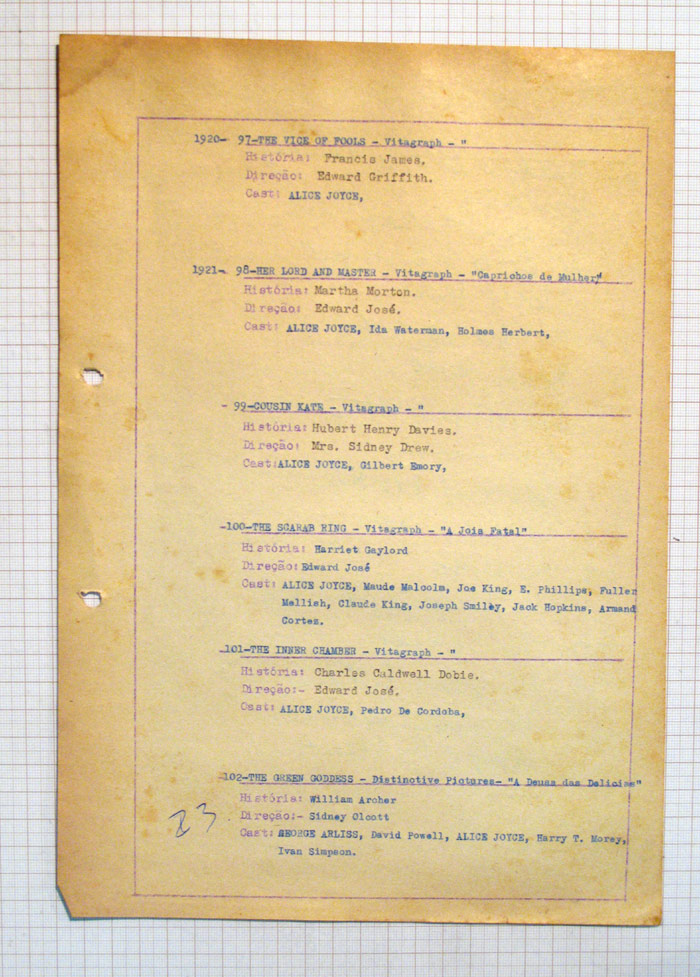 1920- 97-THE VICE OF FOOLS - Vitagraph - "
História: Francis James.
Direção: Edward Griffith.
Cast: ALICE JOYCE,
1921- 98-HER LORD AND MASTER - Vitagraph - "Caprichos de Mulher"
História: Martha Morton.
Direção: Edward José.
Cast: ALICE JOYCE, Ida Waterman, Holmes Herbert,
- 99-COUSIN KATE - Vitagraph - "
História: Hubert Henry Davies.
Direção: Mrs. Sidney Drew.
Cast: ALICE JOYCE, Gilbert Emory,
-100-THE SCARAB RING - Vitagraph - "A Joia Fatal"
História: Harriet Gaylord
Direção: Edward José
Cast: ALICE JOYCE, Maude Malcolm, Joe King, E. Phillips, Fuller
Mellish, Claude King, Joseph Smiley, Jack Hopkins, Armand
Cortez.
-101-THE INNER CHAMBER - Vitagraph - "
História: Charles Caldwell Dobie.
Direção:- Edward José.
Cast: ALICE JOYCE, Pedro De Cordoba,
-102-THE GREEN GODDESS - Distinctive Pictures- "A Deusa das Delicias"
História: William Archer
Direção:- Sidney Olcott
Cast: GEORGE ARLISS, David Powell, ALICE JOYCE, Harry T. Morey,
Ivan Simpson.
23